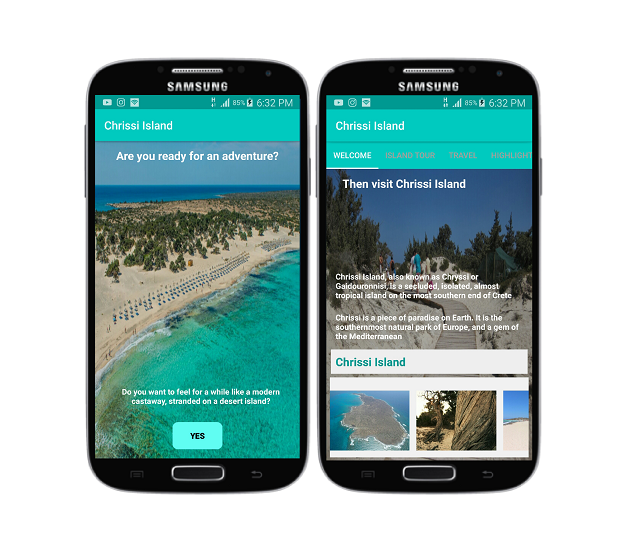 SAMSUNG
85% 6:32 PM
Chrissi Island
Are you ready for an adventure?
Do you want to feel for a while like a modern
castaway, stranded on a desert island?
YES
SAMSUNG
85% 6:32 PM
Chrissi Island
WELCOME ISLAND TOUR TRAVEL HIGHLIGHT
Then visit Chrissi Island
Chrissi Island, also known as Chryssi or
Gaidouronnisi, is a secluded, isolated, almost
tropical island on the most southern end of Crete
Chrissi is a piece of paradise on Earth. It is the
southernmost natural park of Europe, and a gem of
the Mediterranean
Chrissi Island